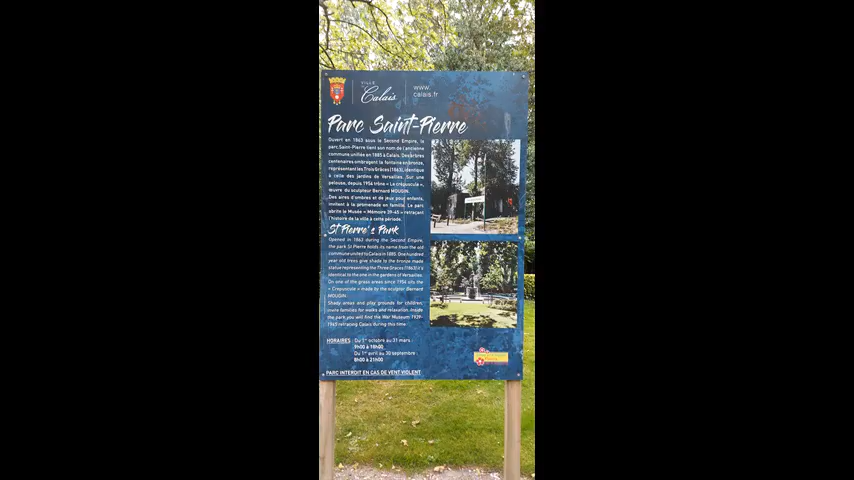 VILLE
Calais
www.
calais.fr
Parc Saint-Pierre
Ouvert en 1863 sous le Second Empire, le
parc Saint-Pierre tient son nom de l'ancienne
commune unifiée en 1885 à Calais. Des arbres
centenaires ombragent la fontaine en bronze,
représentant les Trois Grâces (1863), identique
à celle des jardins de Versailles. Sur une
pelouse, depuis 1954 trône « Le crépuscule »,
œuvre du sculpteur Bernard MOUGIN.
Des aires d'ombres et de jeux pour enfants,
invitent à la promenade en famille. Le parc
abrite le Musée « Mémoire 39-45 » retraçant
l'histoire de la ville à cette période.
St Pierre's Park
Opened in 1863 during the Second Empire,
the park St Pierre holds its name from the old
commune united to Calais in 1885. One hundred
year old trees give shade to the bronze made
statue representing the Three Graces (1863) it's
identical to the one in the gardens of Versailles.
On one of the grass areas since 1954 sits the
« Crepuscule » made by the sculptor Bernard
MOUGIN.
Shady areas and play grounds for children,
invite families for walks and relaxation. Inside
the park you will find the War Museum 1939-
1945 retracing Calais during this time.
HORAIRES : Du 1er octobre au 31 mars :
9h00 à 18h00
Du 1er avril au 30 septembre :
8h00 à 21h00
PARC INTERDIT EN CAS DE VENT VIOLENT